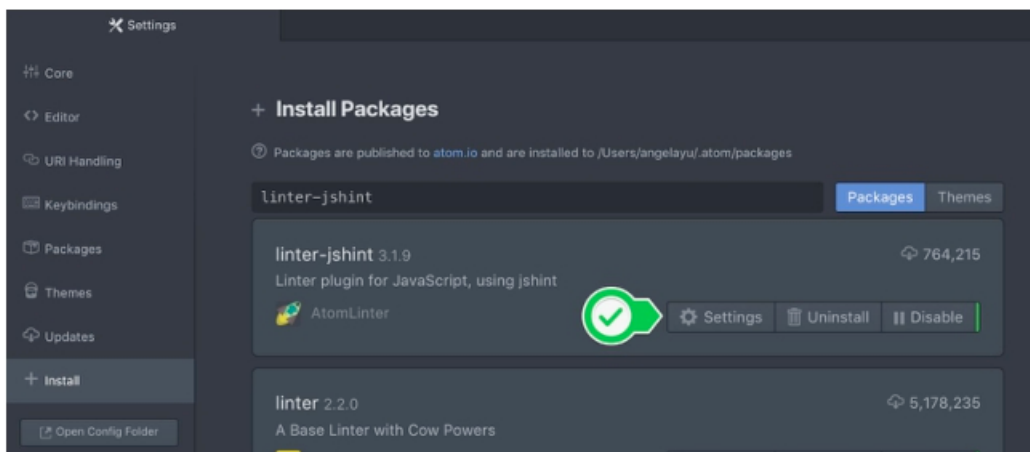 Settings
Core
Editor
URI Handling
Keybindings
Packages
Themes
Updates
Install
Open Config Folder
+ Install Packages
Packages are published to atom.io and are installed to /Users/angelayu/.atom/packages
linter-jshint
Packages Themes
linter-jshint 3.1.9 764,215
Linter plugin for JavaScript, using jshint
AtomLinter Settings Uninstall Disable
linter 2.2.0 5,178,235
A Base Linter with Cow Powers